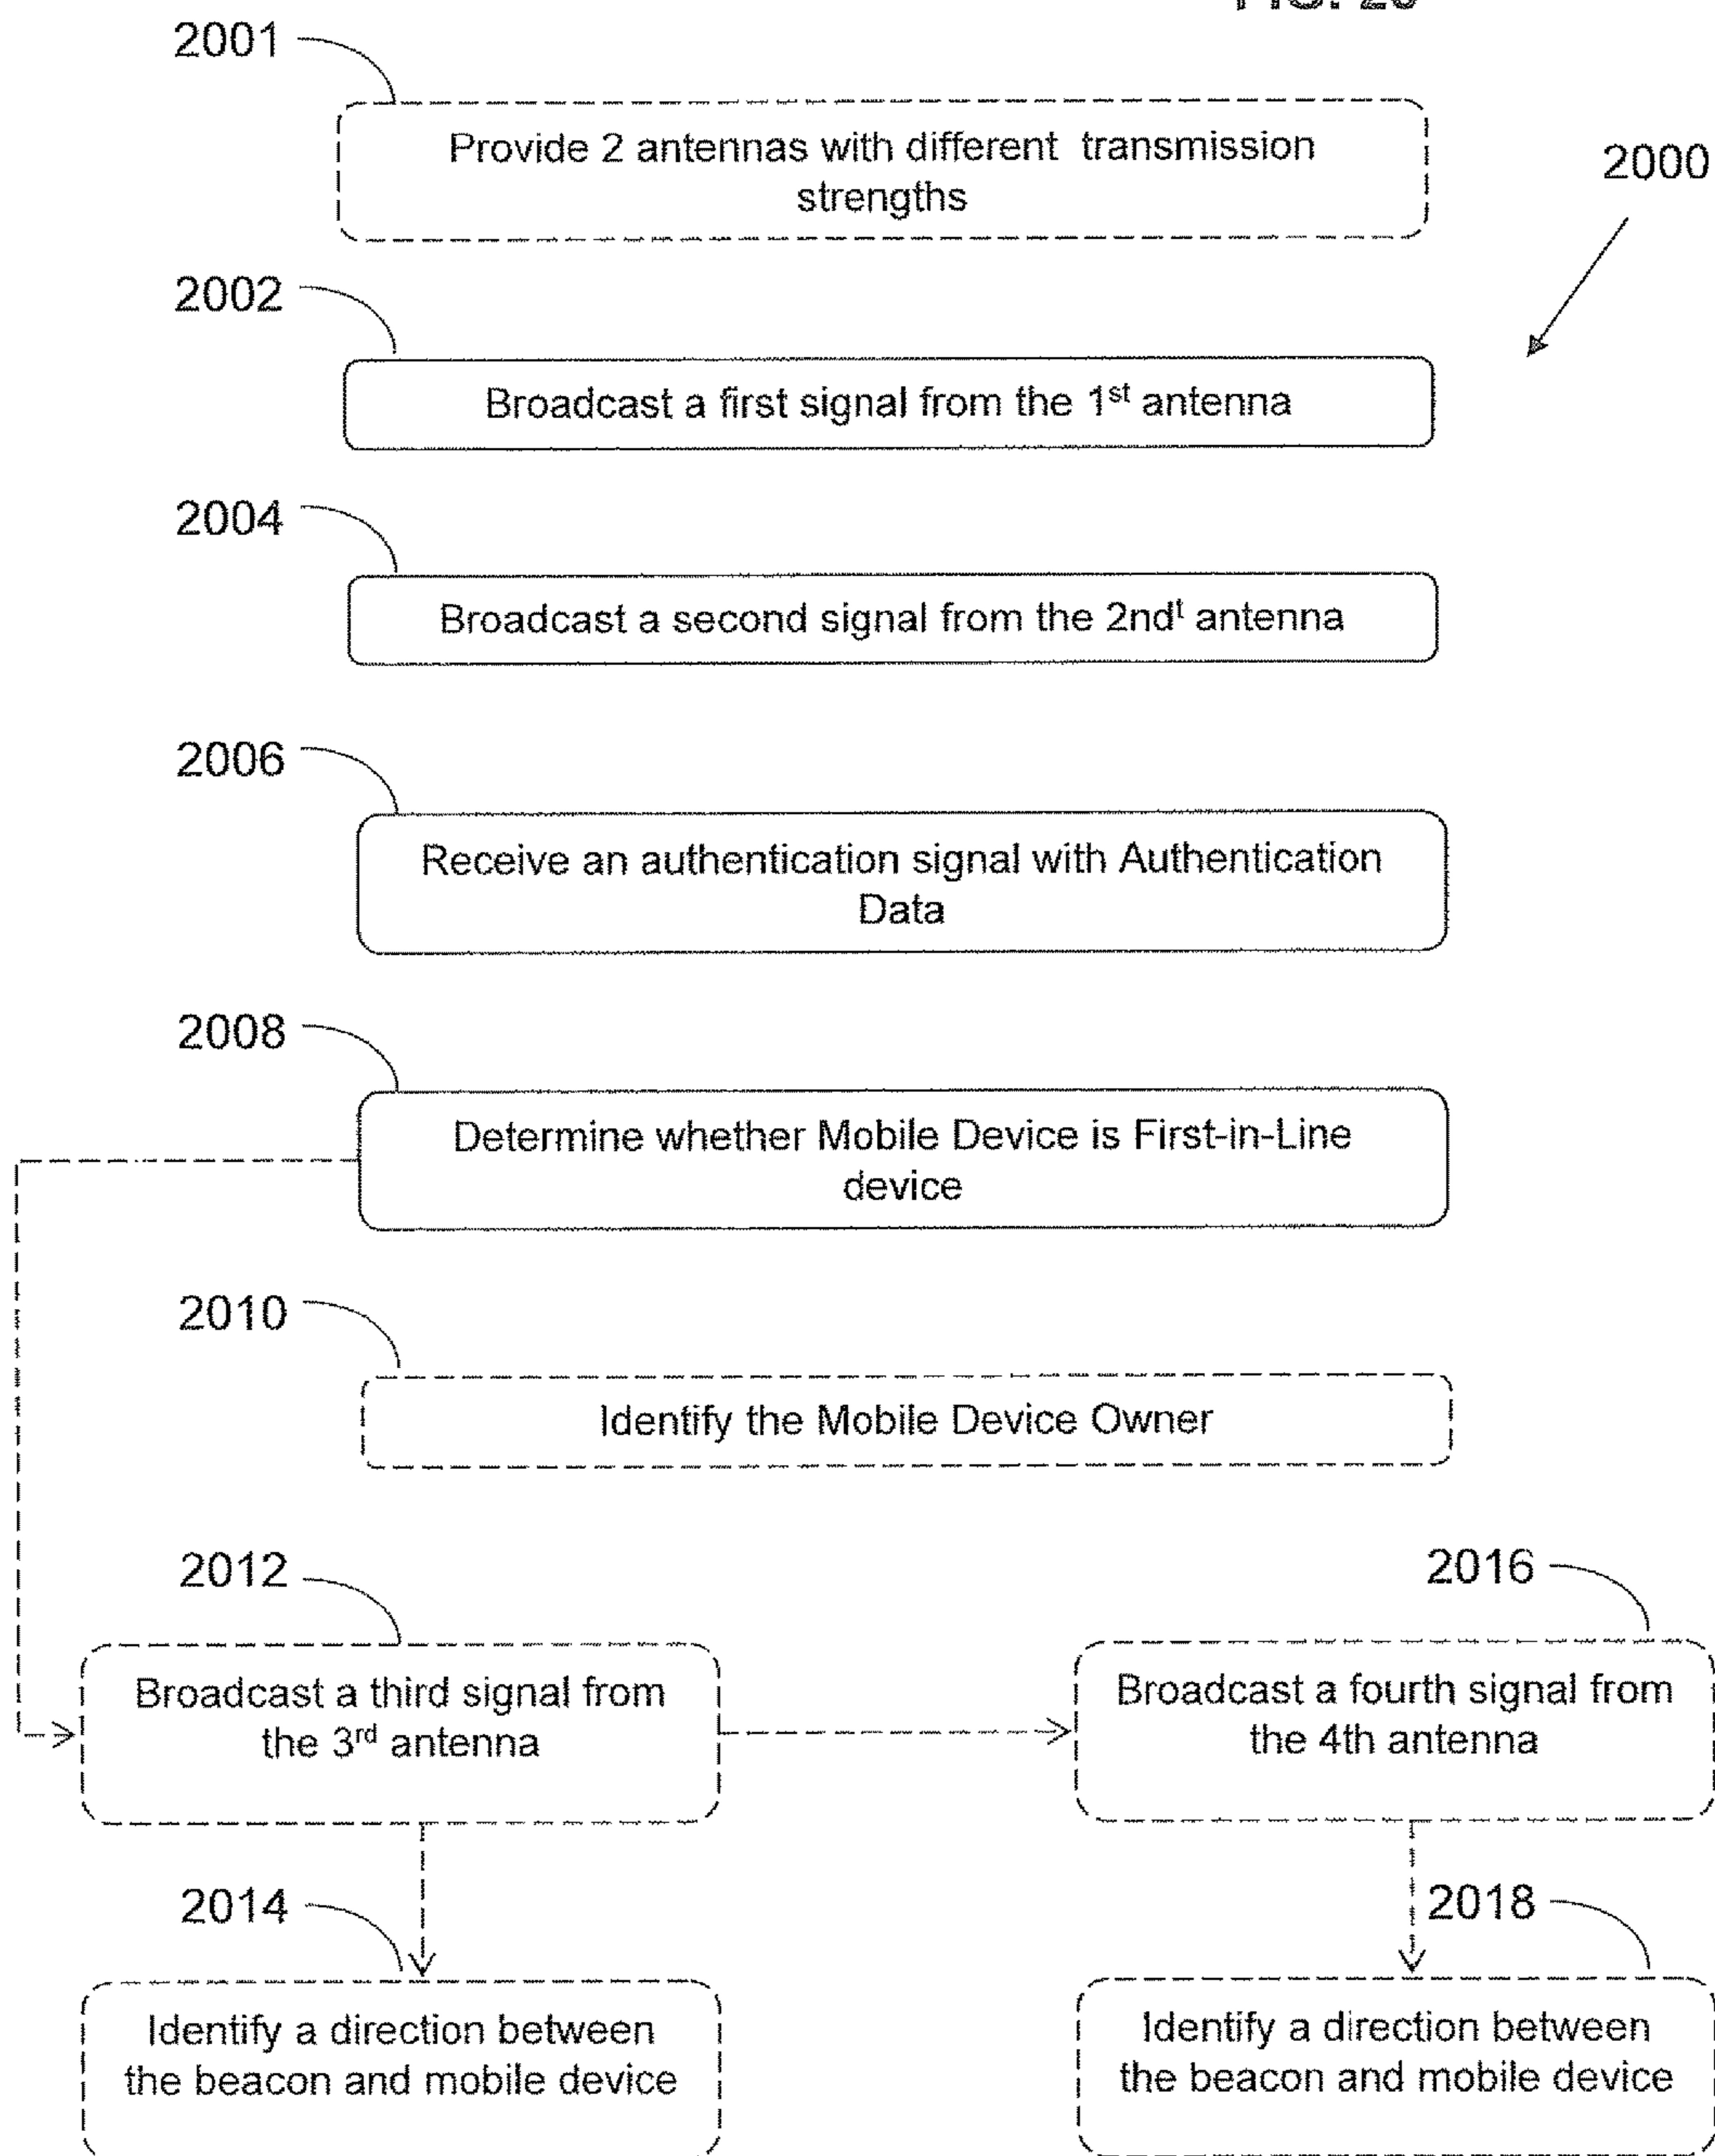 2001
Provide 2 antennas with different transmission
strengths
2000
2002
Broadcast a first signal from the 1st antenna
2004
Broadcast a second signal from the 2ndt antenna
2006
Receive an authentication signal with Authentication
Data
2008
Determine whether Mobile Device is First-in-Line
device
2010
Identify the Mobile Device Owner
2012
Broadcast a third signal from
the 3rd antenna
2016
Broadcast a fourth signal from
the 4th antenna
2014
Identify a direction between
the beacon and mobile device
2018
Identify a direction between
the beacon and mobile device